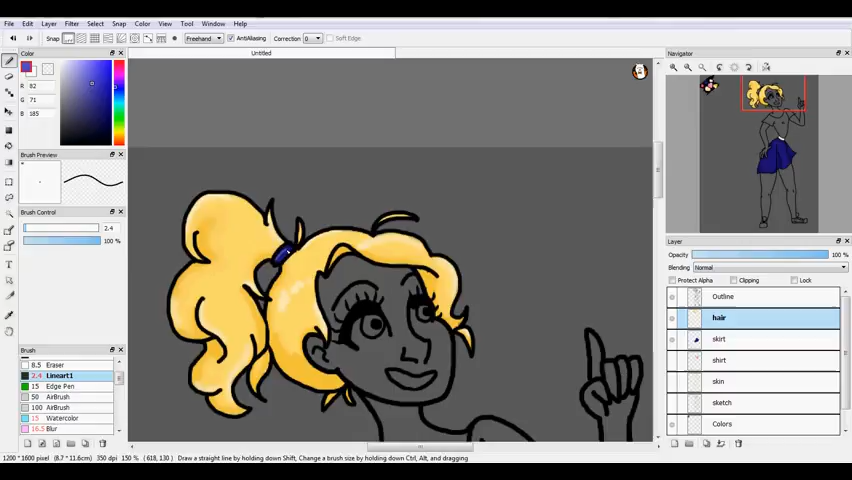 File Edit Layer Filter Select Snap Color View Tool Window Help
Snap Freehand AntiAliasing Correction 0 Soft Edge
Color
Untitled
Navigator
R 82
G 71
B 185
Brush Preview
Brush Control
2.4
100 %
Layer
Opacity 100 %
Blending Normal
Protect Alpha Clipping Lock
Outline
hair
skirt
shirt
skin
sketch
Colors
Brush
8.5 Eraser
2.4 Lineart1
15 Edge Pen
50 AirBrush
100 AirBrush
15 Watercolor
16.5 Blur
1200 * 1600 pixel (8.7 * 11.6cm) 350 dpi 150 % ( 618, 130 ) Draw a straight line by holding down Shift, Change a brush size by holding down Ctrl, Alt, and dragging